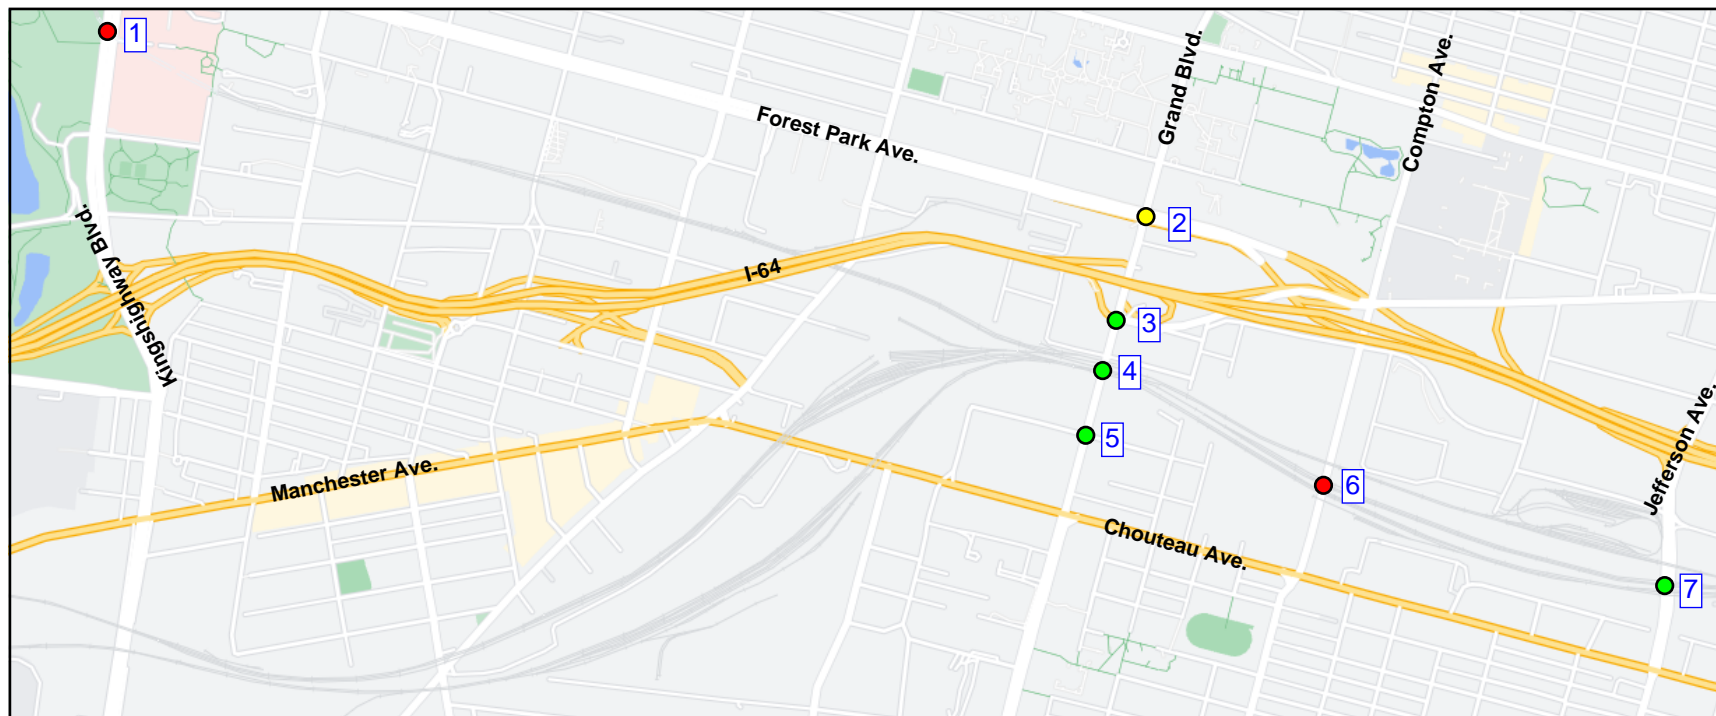 1
Grand Blvd.
Compton Ave.
Forest Park Ave.
2
Kingshighway Blvd.
I-64
3
4
5
Jefferson Ave.
Manchester Ave.
6
Chouteau Ave.
7